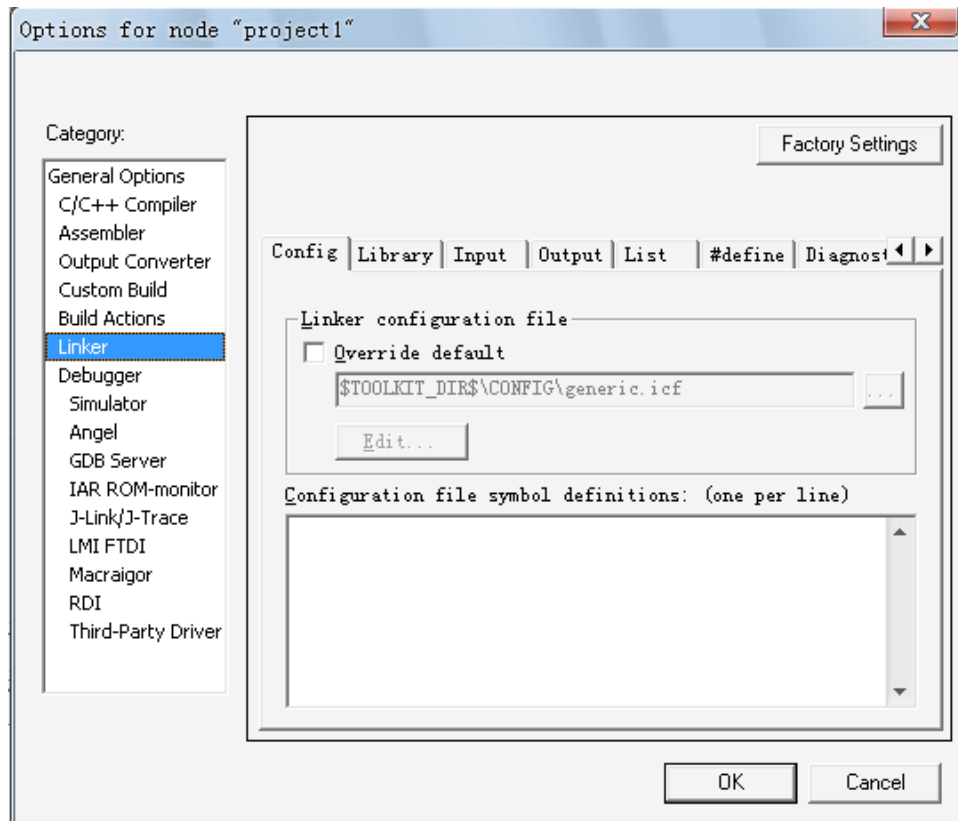 Options for node "project1"
Category:
Factory Settings
General Options
C/C++ Compiler
Assembler
Output Converter
Custom Build
Build Actions
Linker
Debugger
Simulator
Angel
GDB Server
IAR ROM-monitor
J-Link/J-Trace
LMI FTDI
Macraigor
RDI
Third-Party Driver
Config Library Input Output List #define Diagnost
Linker configuration file
Override default
$TOOLKIT_DIR$\CONFIG\generic.icf
...
Edit...
Configuration file symbol definitions: (one per line)
OK Cancel